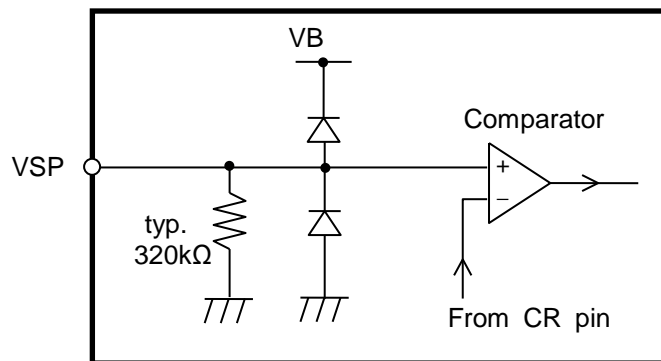 VB
Comparator
VSP
+
−
typ.
320kΩ
From CR pin